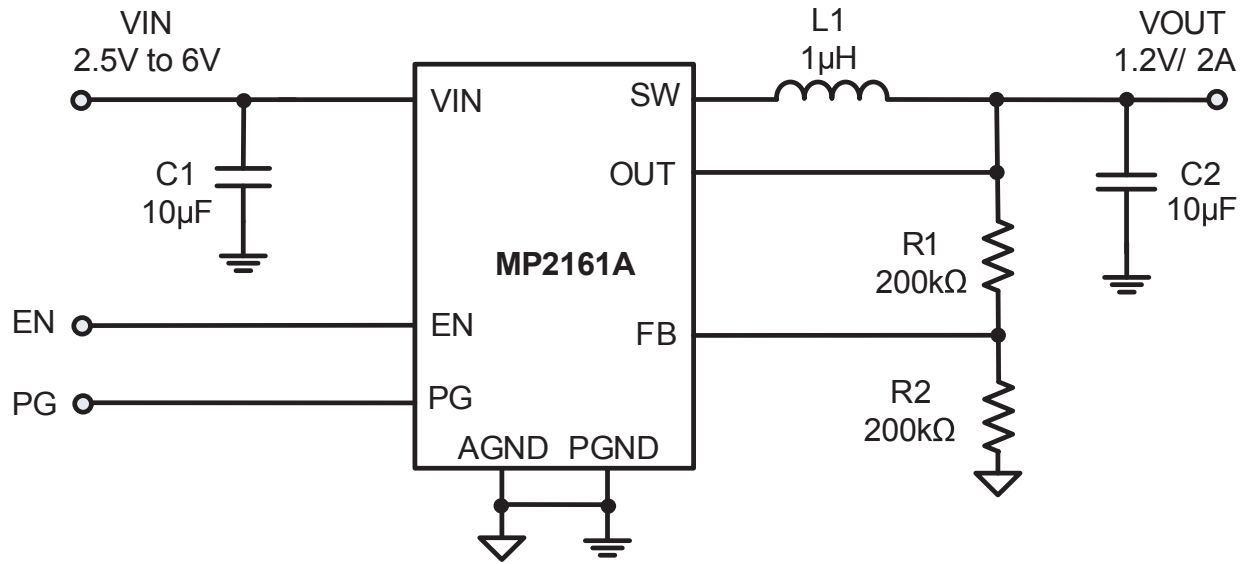 VIN
2.5V to 6V
L1
1µH
VOUT
1.2V/ 2A
VIN
SW
C1
10µF
OUT
C2
10µF
MP2161A
R1
200kΩ
EN
EN
FB
PG
PG
R2
200kΩ
AGND PGND